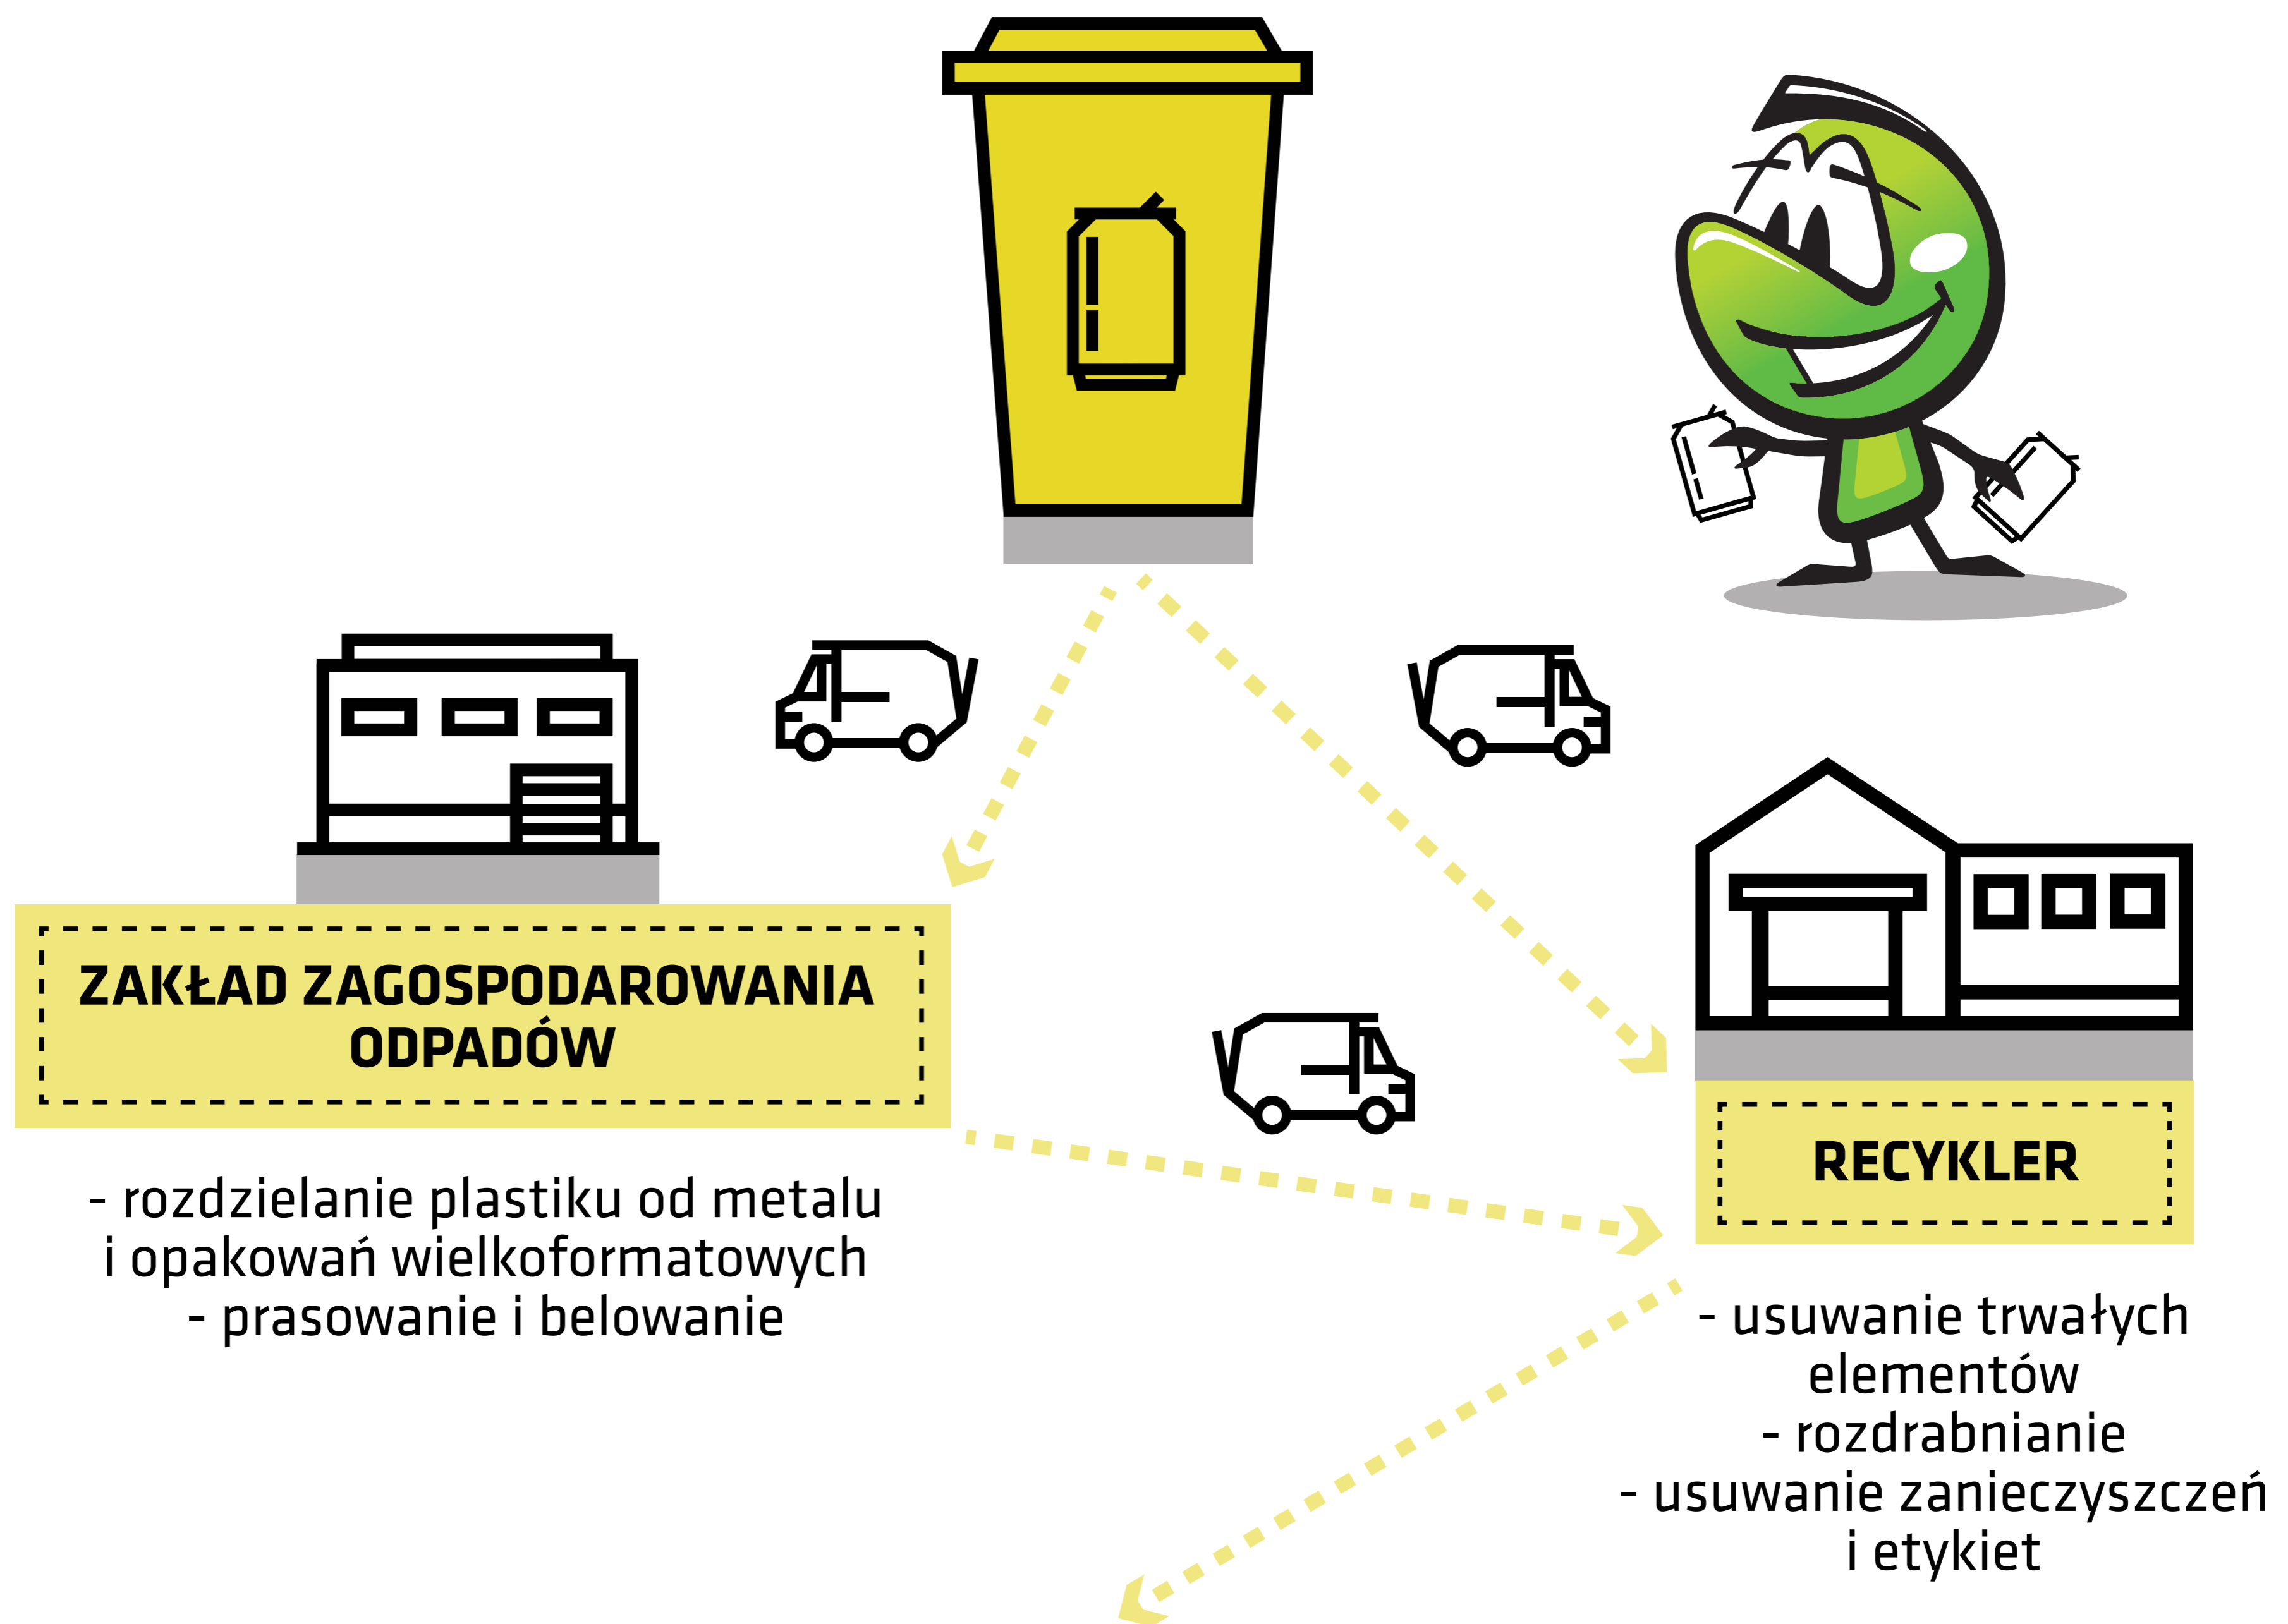 ZAKŁAD ZAGOSPODAROWANIA
ODPADÓW
- rozdzielanie plastiku od metalu
i opakowań wielkoformatowych
- prasowanie i belowanie
RECYKLER
- usuwanie trwałych
elementów
- rozdrabnianie
- usuwanie zanieczyszczeń
i etykiet